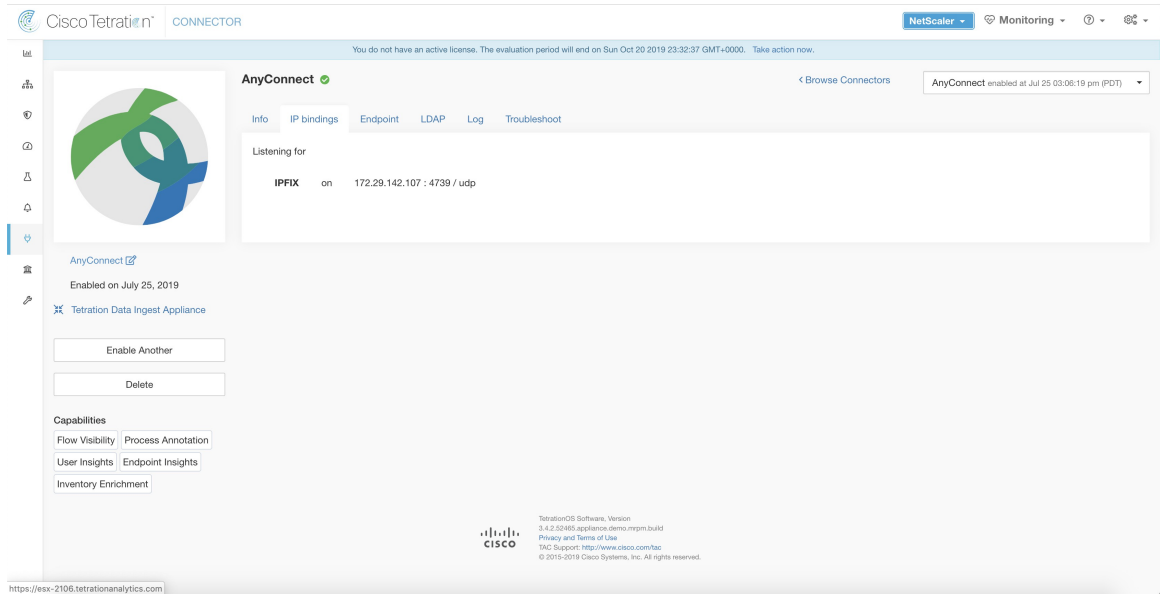 Cisco Tetration™ CONNECTOR
NetScaler
Monitoring
You do not have an active license. The evaluation period will end on Sun Oct 20 2019 23:32:37 GMT+0000. Take action now.
AnyConnect
Browse Connectors
AnyConnect enabled at Jul 25 03:06:19 pm (PDT)
Info IP bindings Endpoint LDAP Log Troubleshoot
Listening for
IPFIX on 172.29.142.107 : 4739 / udp
AnyConnect
Enabled on July 25, 2019
Tetration Data Ingest Appliance
Enable Another
Delete
Capabilities
Flow Visibility Process Annotation
User Insights Endpoint Insights
Inventory Enrichment
CISCO
TetrationOS Software, Version
3.4.2.52465.appliance.demo.mrpm.build
Privacy and Terms of Use
TAC Support: http://www.cisco.com/tac
© 2015-2019 Cisco Systems, Inc. All rights reserved.
https://esx-2106.tetrationanalytics.com